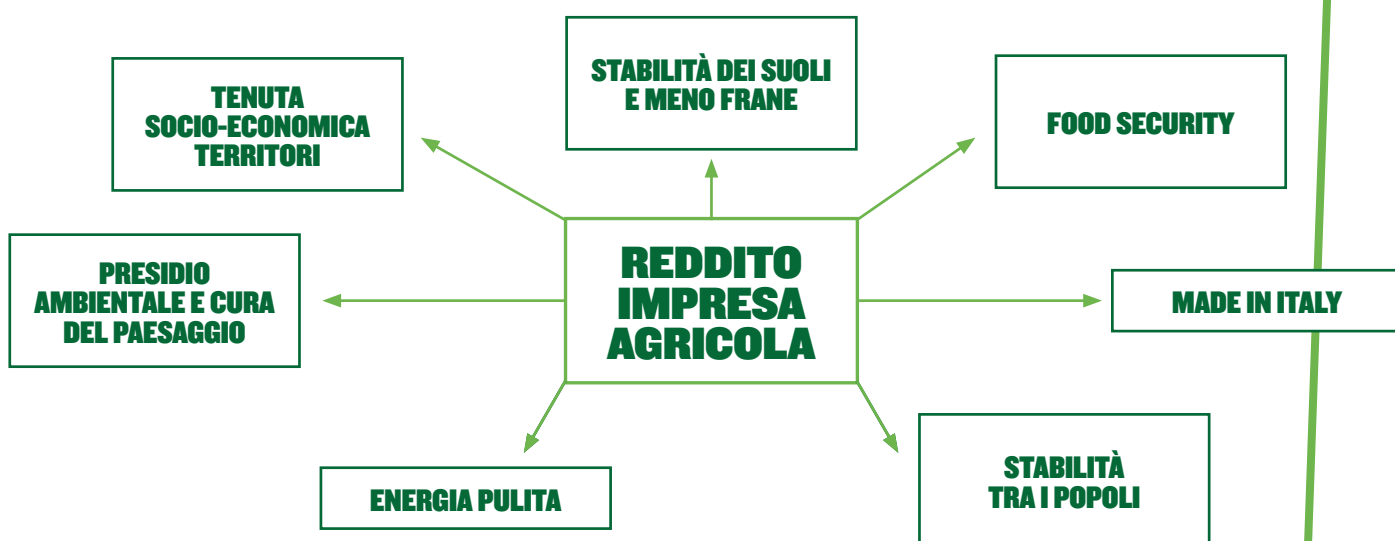 STABILITÀ DEI SUOLI
E MENO FRANE
TENUTA
SOCIO-ECONOMICA
TERRITORI
FOOD SECURITY
PRESIDIO
AMBIENTALE E CURA
DEL PAESAGGIO
REDDITO
IMPRESA
AGRICOLA
MADE IN ITALY
ENERGIA PULITA
STABILITÀ
TRA I POPOLI